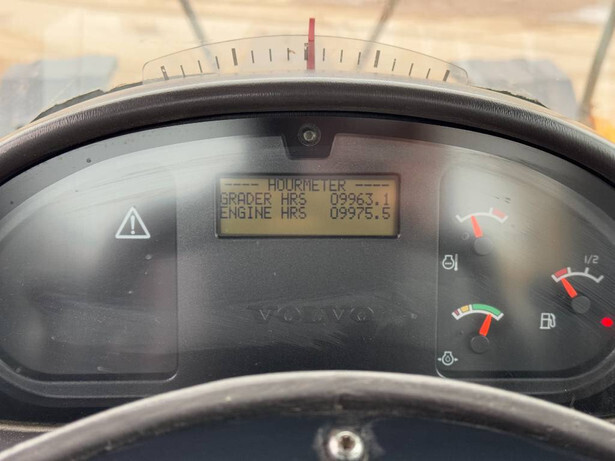 ---- HOURMETER ----
GRADER HRS 09963.1
ENGINE HRS 09975.5
1/2
VOLVO